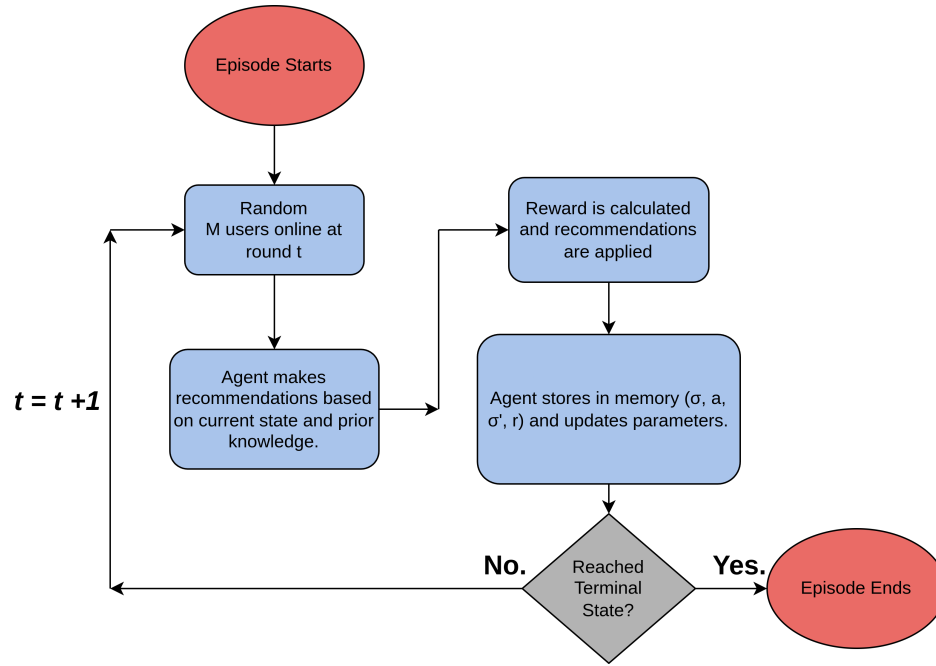 Episode Starts
Random
M users online at
round t
Agent makes
recommendations based
on current state and prior
knowledge.
Reward is calculated
and recommendations
are applied
Agent stores in memory (σ, a,
σ', r) and updates parameters.
Reached
Terminal
State?
No.
Yes.
t = t +1
Episode Ends